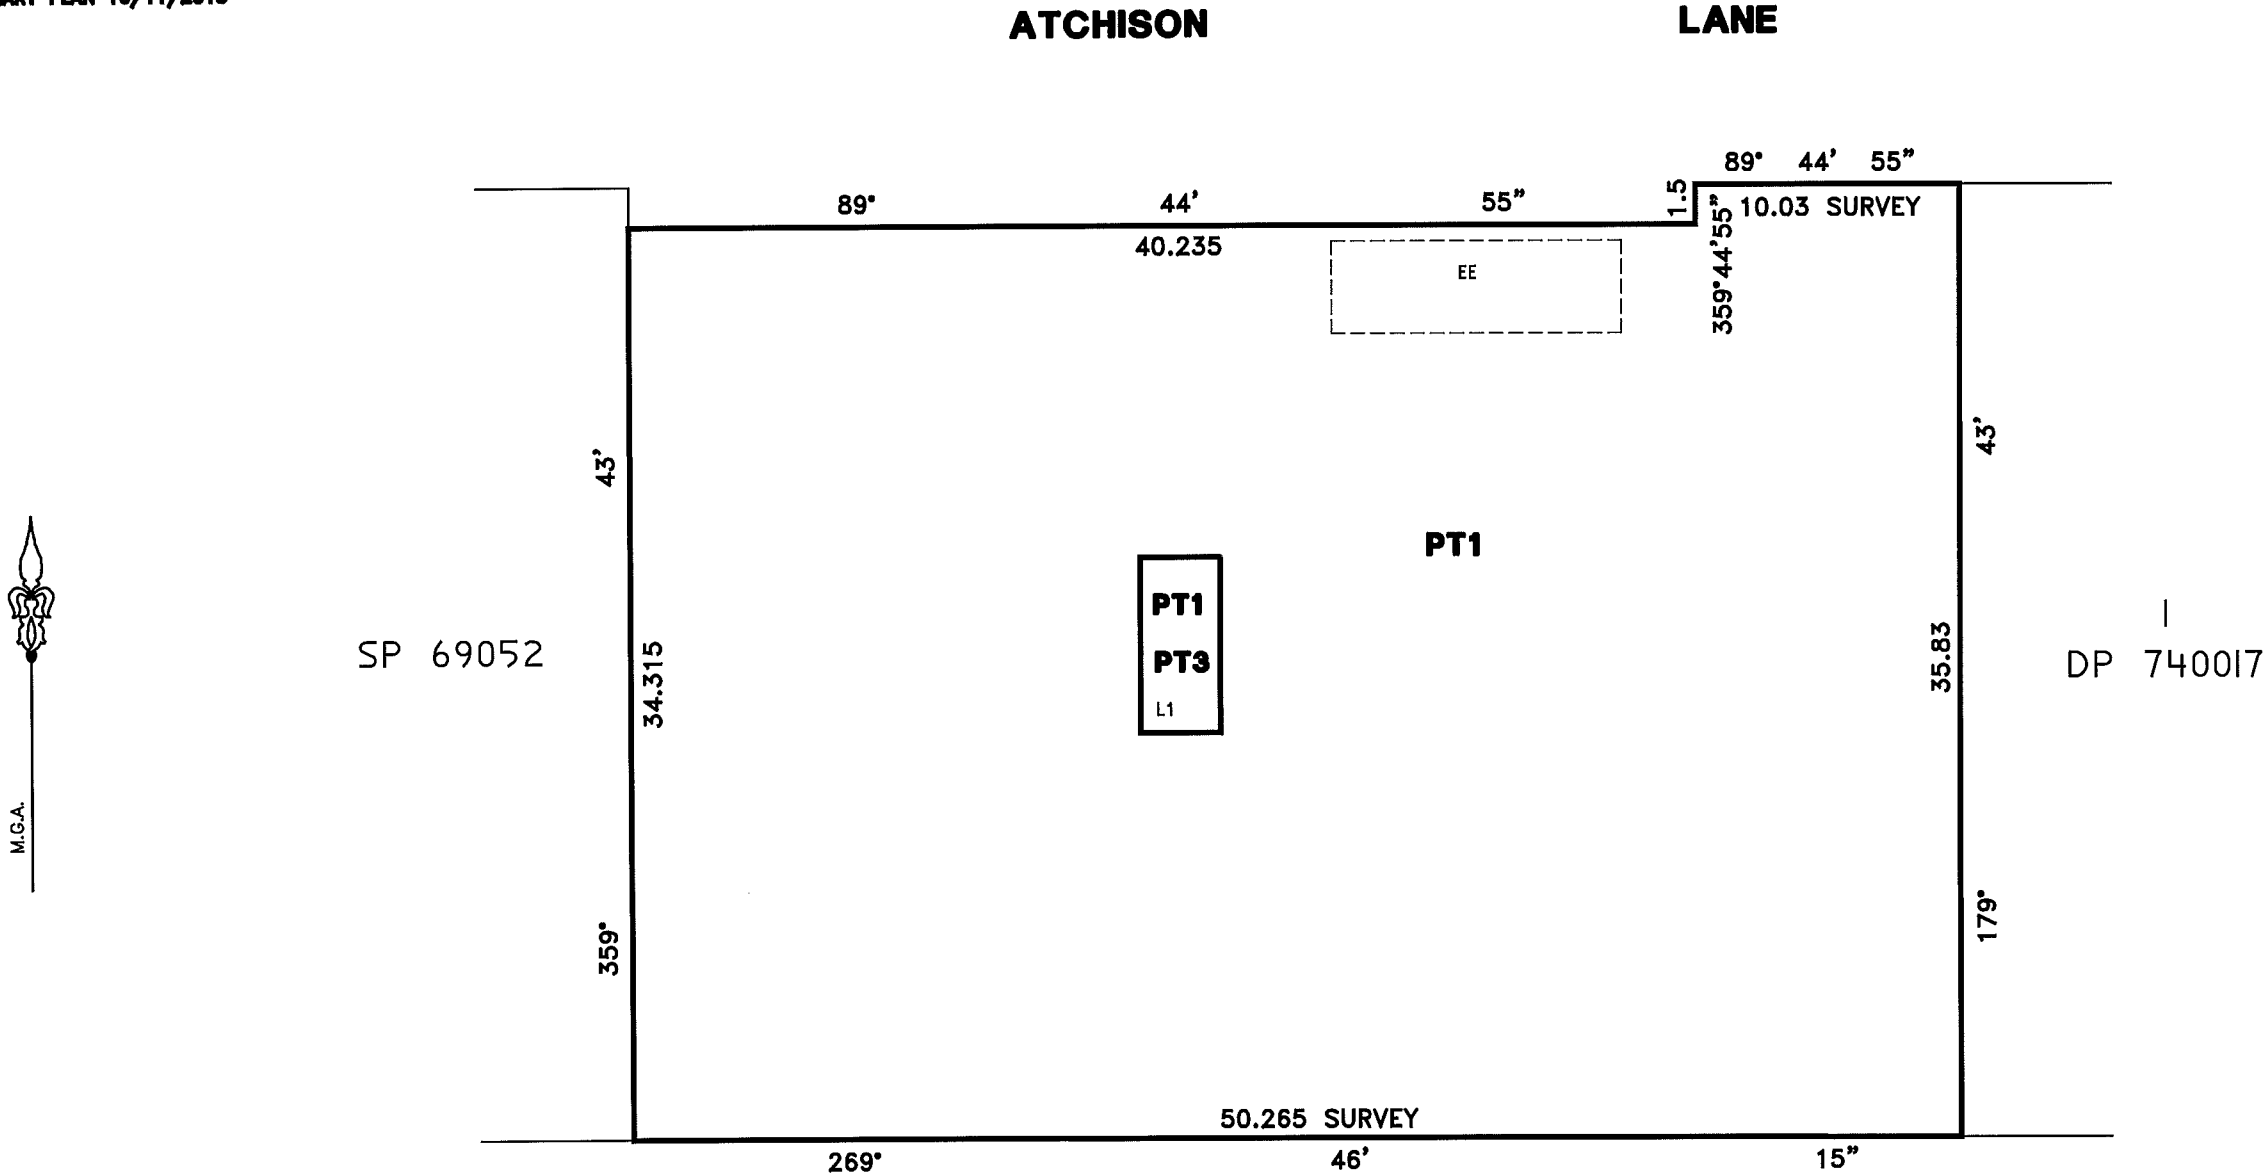 ATCHISON LANE
89° 44' 55"
10.03 SURVEY
1.5
359°44'55"
89° 44' 55"
40.235
EE
43'
43'
PT1
PT1
PT3
L1
SP 69052
34.315
35.83
1
DP 740017
M.G.A.
359°
179°
50.265 SURVEY
269° 46' 15"